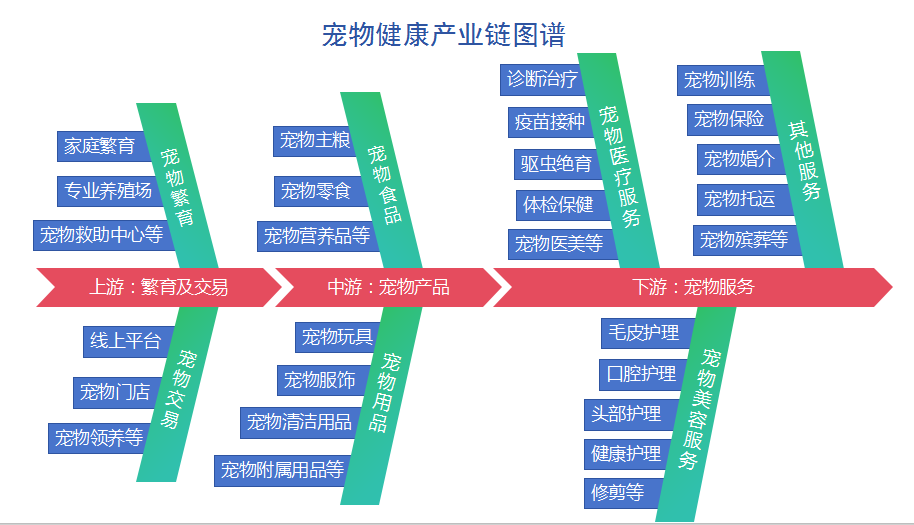 宠物健康产业链图谱
家庭繁育
专业养殖场
宠物救助中心等
宠物繁育
宠物主粮
宠物零食
宠物营养品等
宠物食品
诊断治疗
疫苗接种
驱虫绝育
体检保健
宠物医美等
宠物医疗服务
宠物训练
宠物保险
宠物婚介
宠物托运
宠物殡葬等
其他服务
上游：繁育及交易
中游：宠物产品
下游：宠物服务
线上平台
宠物门店
宠物领养等
宠物交易
宠物玩具
宠物服饰
宠物清洁用品
宠物附属用品等
宠物用品
毛皮护理
口腔护理
头部护理
健康护理
修剪等
宠物美容服务